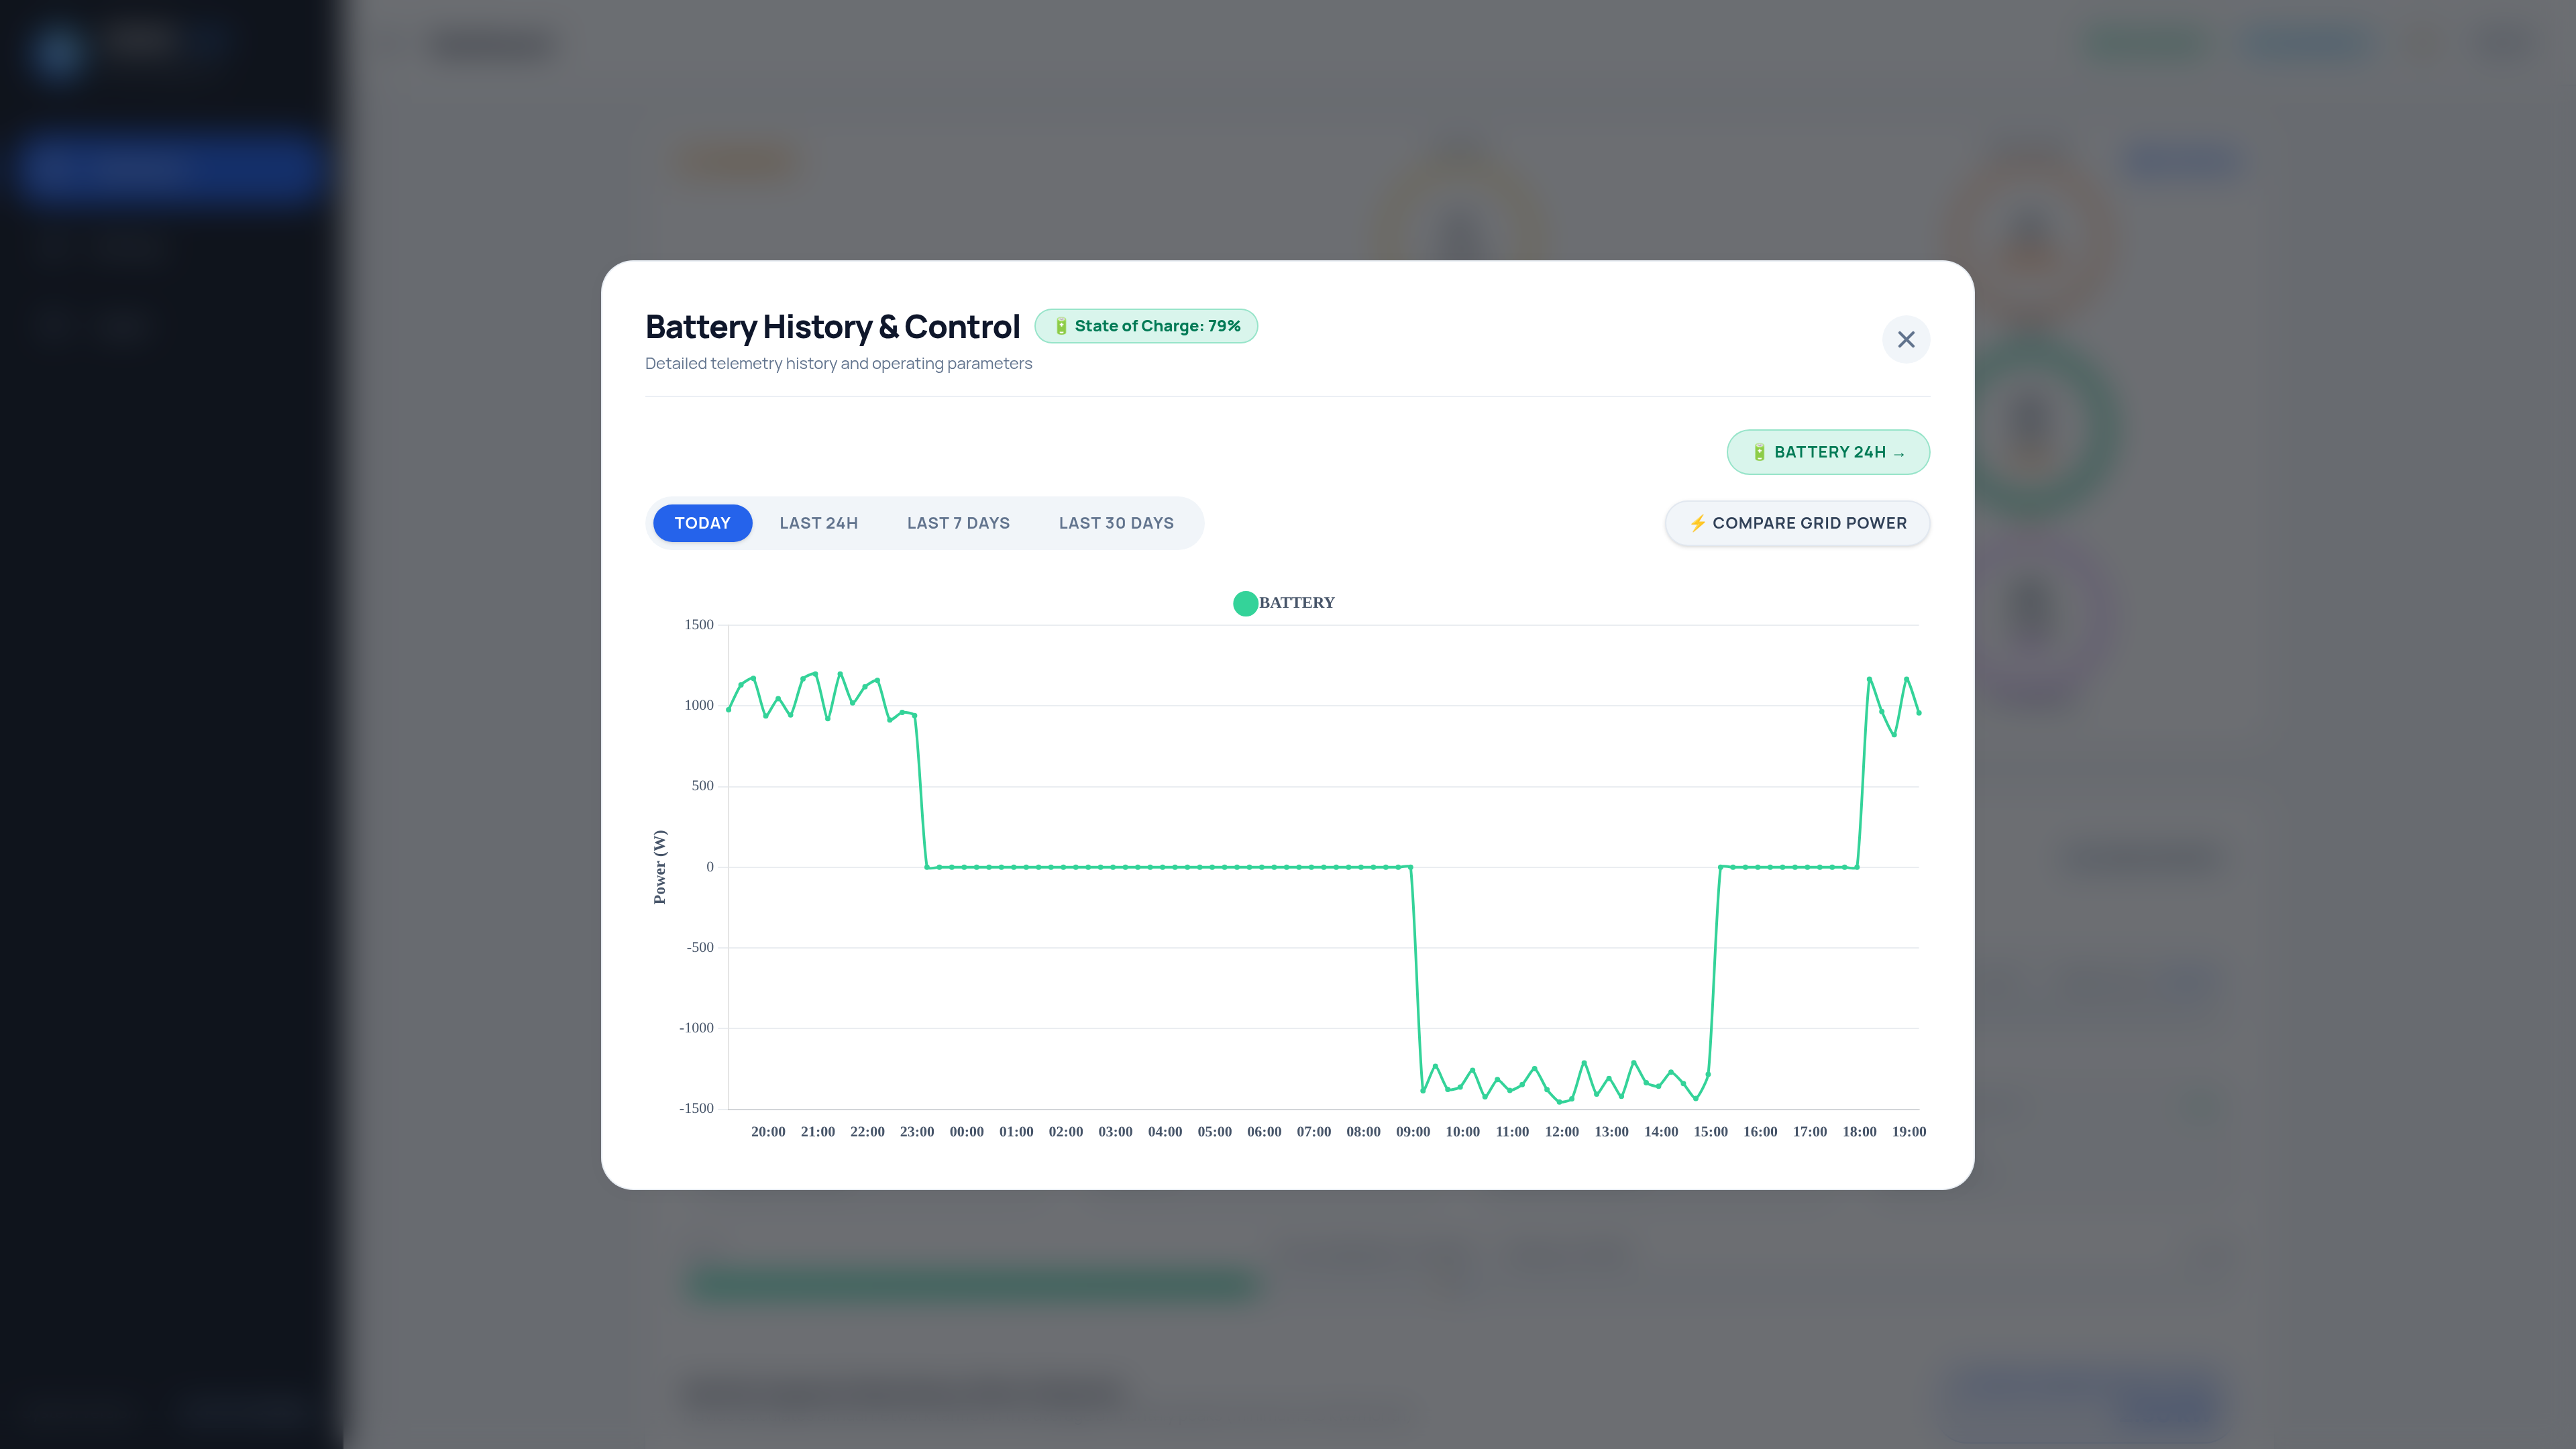 Battery History & Control
🔋 State of Charge: 79%
Detailed telemetry history and operating parameters
🔋 BATTERY 24H →
TODAY LAST 24H LAST 7 DAYS LAST 30 DAYS
⚡ COMPARE GRID POWER
BATTERY
Power (W)
1500
1000
500
0
-500
-1000
-1500
20:00 21:00 22:00 23:00 00:00 01:00 02:00 03:00 04:00 05:00 06:00 07:00 08:00 09:00 10:00 11:00 12:00 13:00 14:00 15:00 16:00 17:00 18:00 19:00